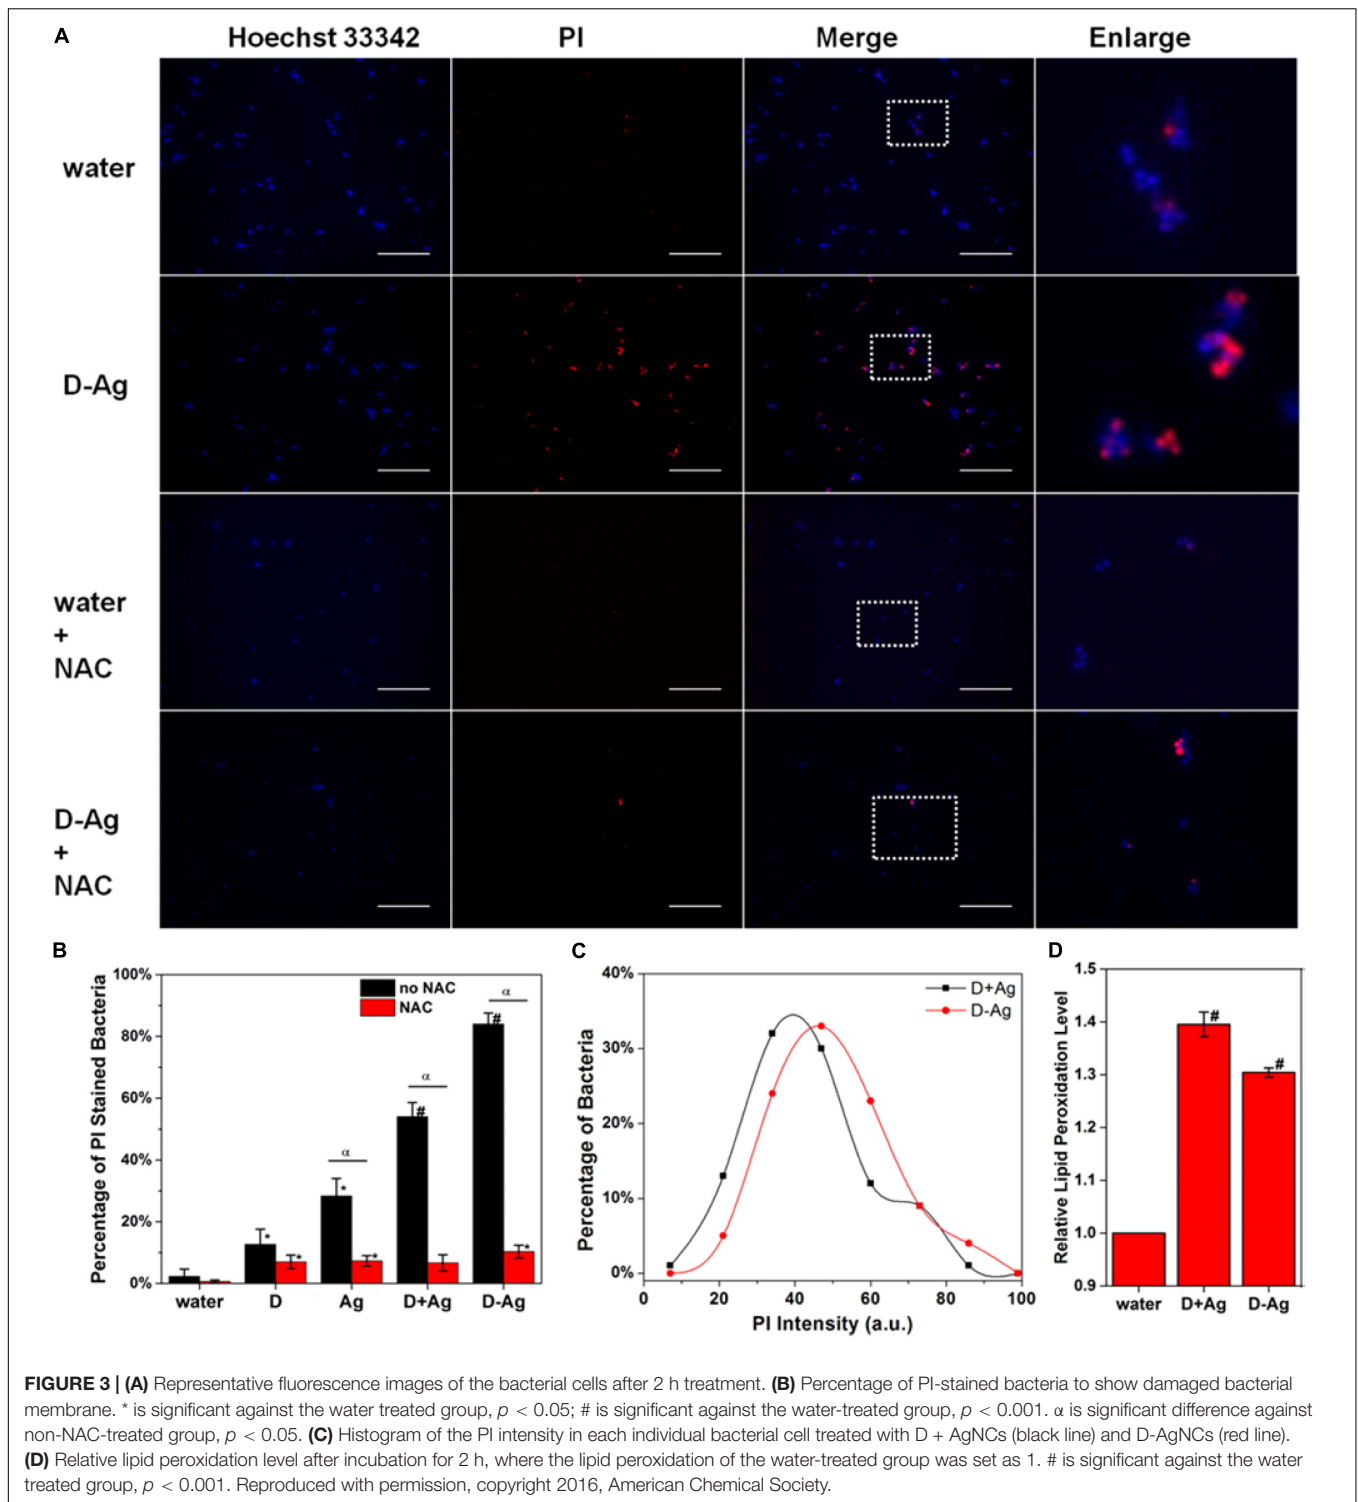 A
Hoechst 33342 PI Merge Enlarge
water
D-Ag
water
+
NAC
D-Ag
+
NAC
B
100%
80%
60%
40%
20%
0%
Percentage of PI Stained Bacteria
no NAC
NAC
* * * * # # * α α α
water D Ag D+Ag D-Ag
C
40%
30%
20%
10%
0%
Percentage of Bacteria
D+Ag
D-Ag
0 20 40 60 80 100
PI Intensity (a.u.)
D
1.5
1.4
1.3
1.2
1.1
1.0
0.9
Relative Lipid Peroxidation Level
# #
water D+Ag D-Ag
FIGURE 3 | (A) Representative fluorescence images of the bacterial cells after 2 h treatment. (B) Percentage of PI-stained bacteria to show damaged bacterial
membrane. * is significant against the water treated group, p < 0.05; # is significant against the water-treated group, p < 0.001. α is significant difference against
non-NAC-treated group, p < 0.05. (C) Histogram of the PI intensity in each individual bacterial cell treated with D + AgNCs (black line) and D-AgNCs (red line).
(D) Relative lipid peroxidation level after incubation for 2 h, where the lipid peroxidation of the water-treated group was set as 1. # is significant against the water
treated group, p < 0.001. Reproduced with permission, copyright 2016, American Chemical Society.